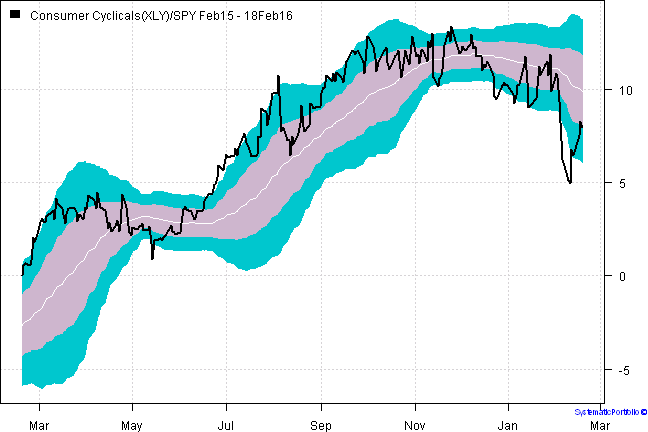 Consumer Cyclicals(XLY)/SPY Feb15 - 18Feb16
10
5
0
-5
SystematicPortfolio ©
Mar May Jul Sep Nov Jan Mar